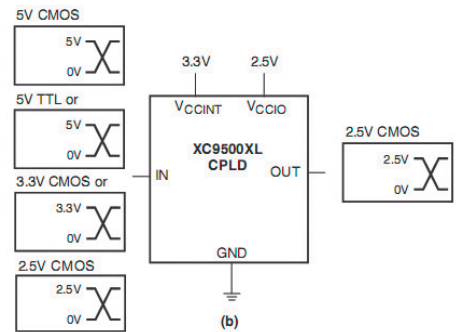 5V CMOS
5V
0V
5V TTL or
5V
0V
3.3V CMOS or
3.3V
0V
2.5V CMOS
2.5V
0V
3.3V 2.5V
VCCINT VCCIO
XC9500XL
CPLD
IN OUT
GND
(b)
2.5V CMOS
2.5V
0V